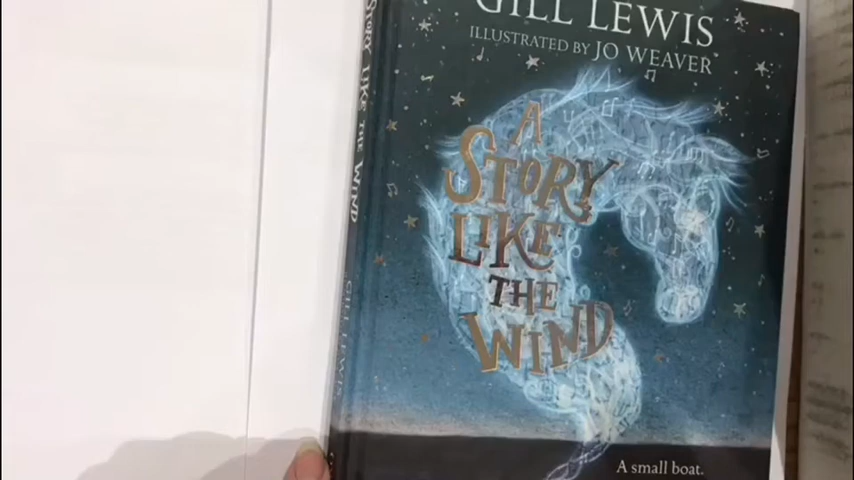 GILL LEWIS
ILLUSTRATED BY JO WEAVER
A
STORY
LIKE
THE
WIND
A small boat.
STORY LIKE THE WIND
GILL LEWIS